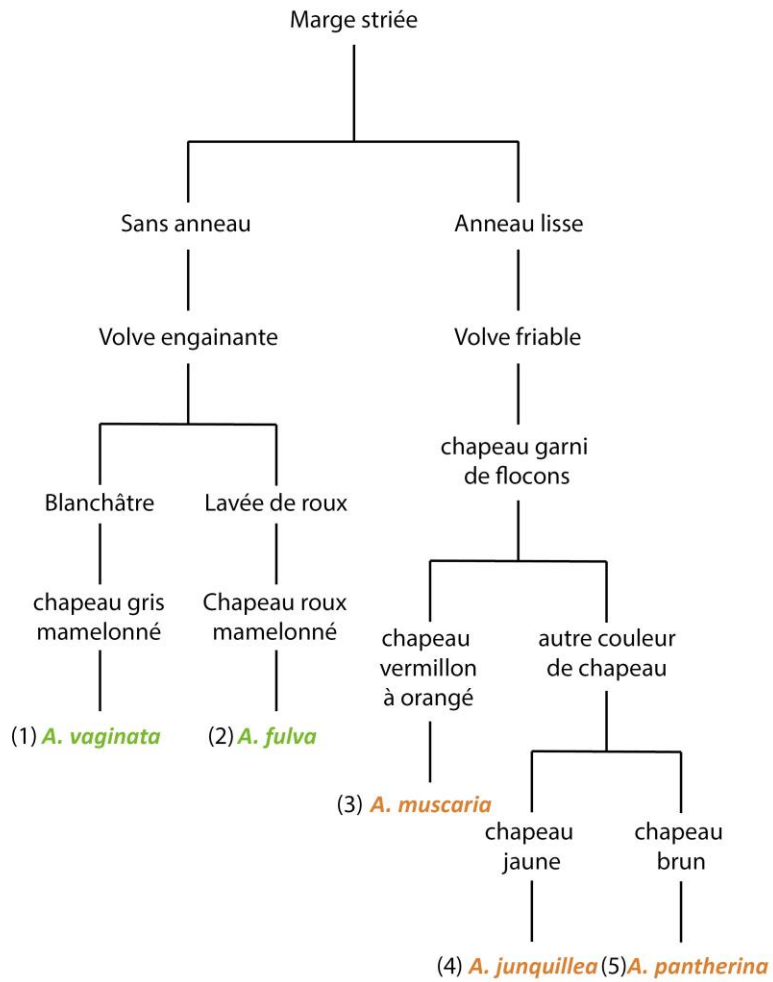 Marge striée
Sans anneau
Anneau lisse
Volve engainante
Volve friable
chapeau garni
de flocons
Blanchâtre
Lavée de roux
chapeau gris
mamelonné
Chapeau roux
mamelonné
chapeau
vermillon
à orangé
autre couleur
de chapeau
(1) A. vaginata
(2) A. fulva
(3) A. muscaria
chapeau
jaune
chapeau
brun
(4) A. junquillea
(5) A. pantherina